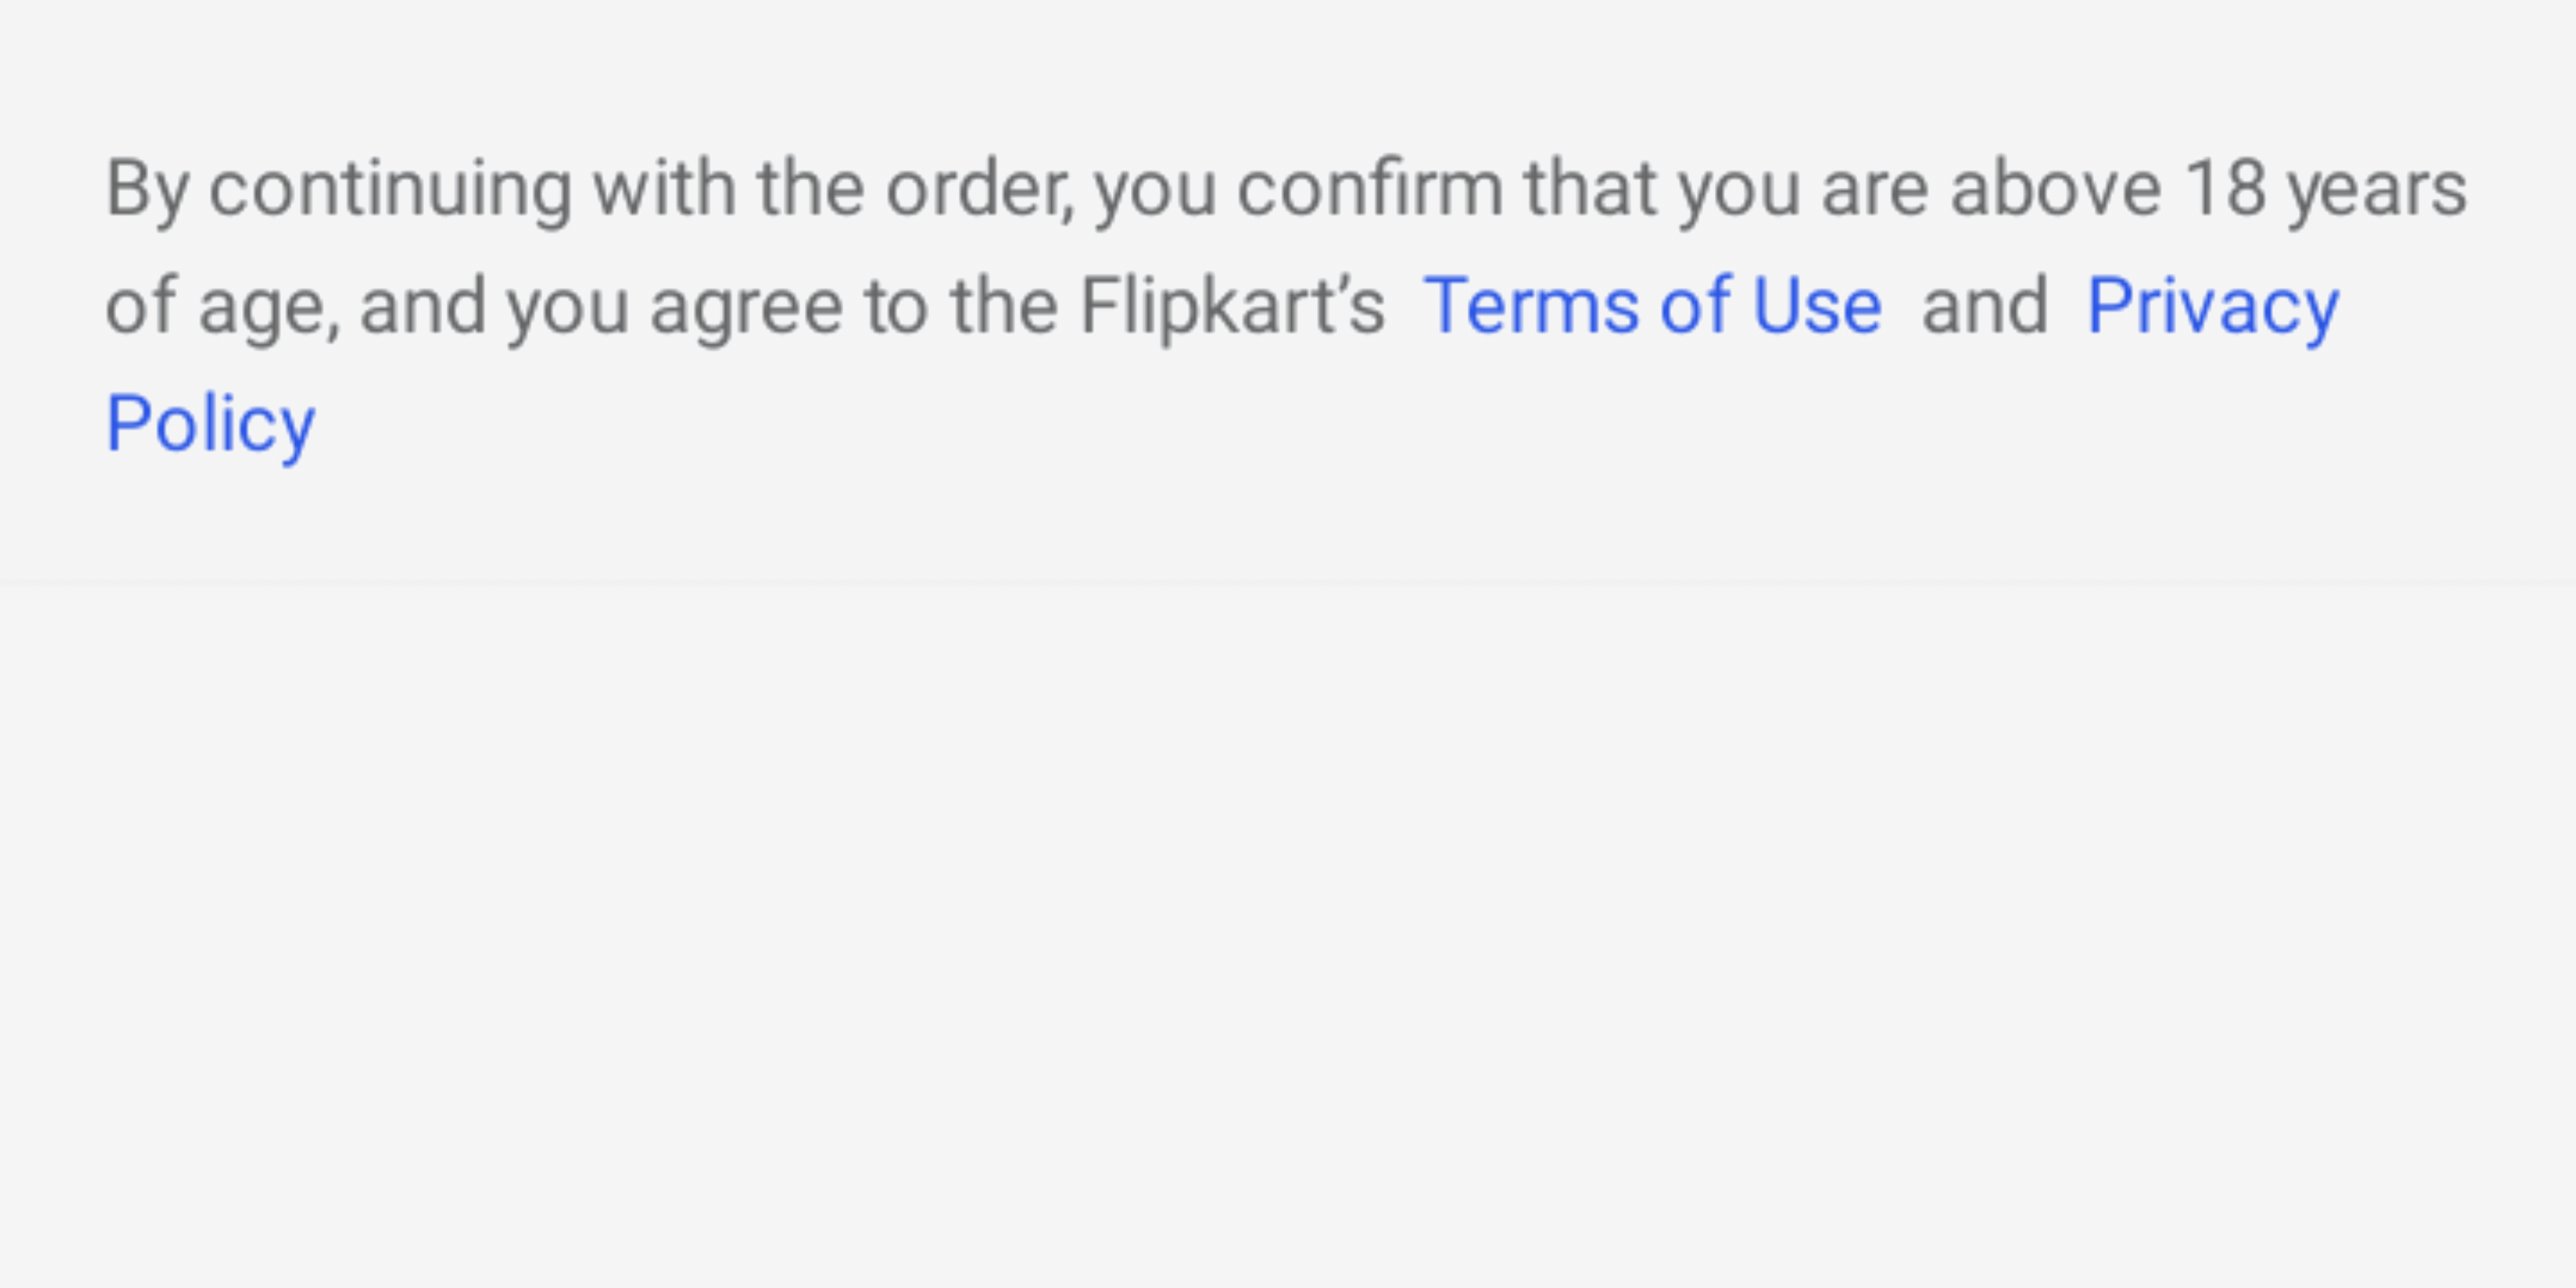 By continuing with the order, you confirm that you are above 18 years
of age, and you agree to the Flipkart’s Terms of Use and Privacy
Policy